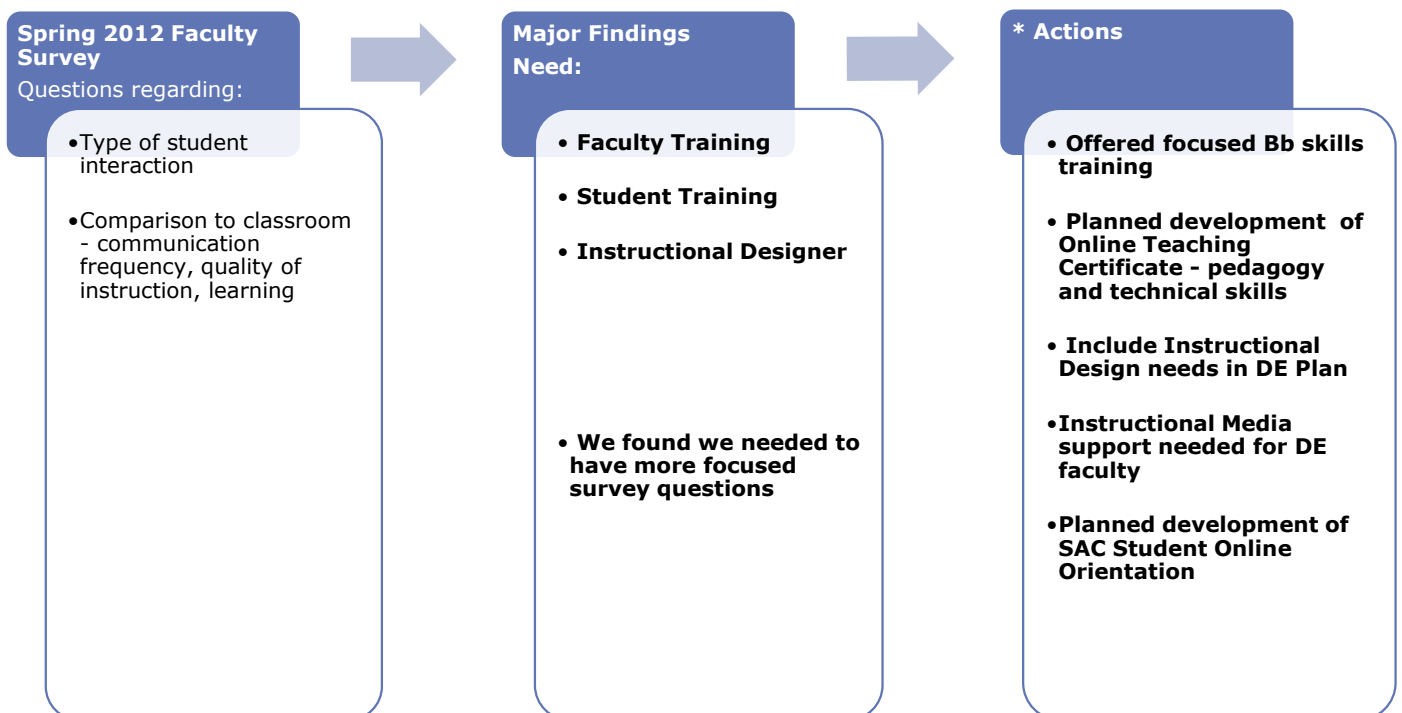 Spring 2012 Faculty
Survey
Questions regarding:
•Type of student
interaction
•Comparison to classroom
- communication
frequency, quality of
instruction, learning
Major Findings
Need:
• Faculty Training
• Student Training
• Instructional Designer
• We found we needed to
have more focused
survey questions
* Actions
• Offered focused Bb skills
training
• Planned development of
Online Teaching
Certificate - pedagogy
and technical skills
• Include Instructional
Design needs in DE Plan
•Instructional Media
support needed for DE
faculty
•Planned development of
SAC Student Online
Orientation